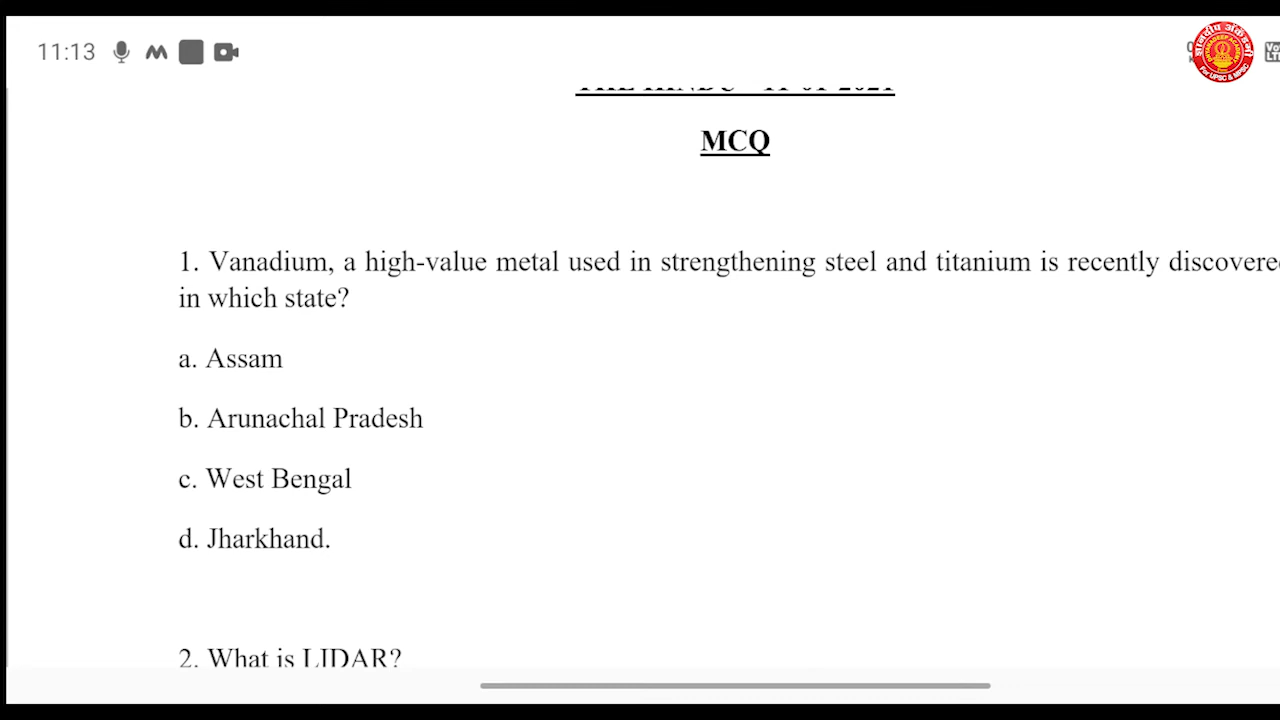 11:13
MCQ
1. Vanadium, a high-value metal used in strengthening steel and titanium is recently
in which state?
a. Assam
b. Arunachal Pradesh
c. West Bengal
d. Jharkhand.
2. What is LIDAR?